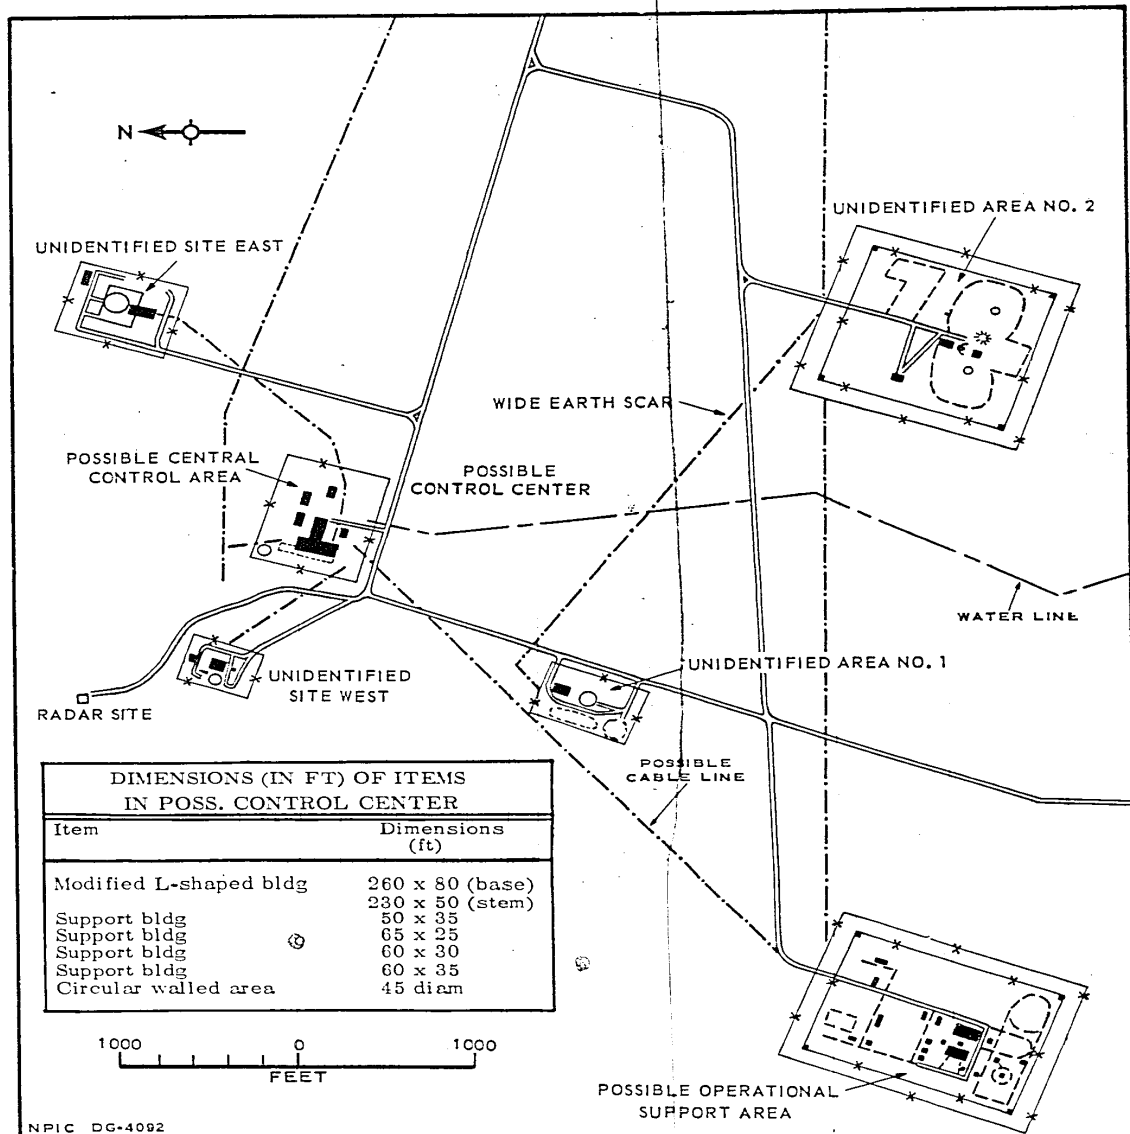 N
UNIDENTIFIED AREA NO. 2
UNIDENTIFIED SITE EAST
WIDE EARTH SCAR
POSSIBLE CENTRAL
CONTROL AREA
POSSIBLE
CONTROL CENTER
WATER LINE
UNIDENTIFIED
SITE WEST
UNIDENTIFIED AREA NO. 1
RADAR SITE
POSSIBLE
CABLE LINE
DIMENSIONS (IN FT) OF ITEMS
IN POSS. CONTROL CENTER
Item Dimensions
(ft)
Modified L-shaped bldg 260 x 80 (base)
230 x 50 (stem)
Support bldg 50 x 35
Support bldg 65 x 25
Support bldg 60 x 30
Support bldg 60 x 35
Circular walled area 45 diam
1000 0 1000
FEET
POSSIBLE OPERATIONAL
SUPPORT AREA
NPIC DG-4092